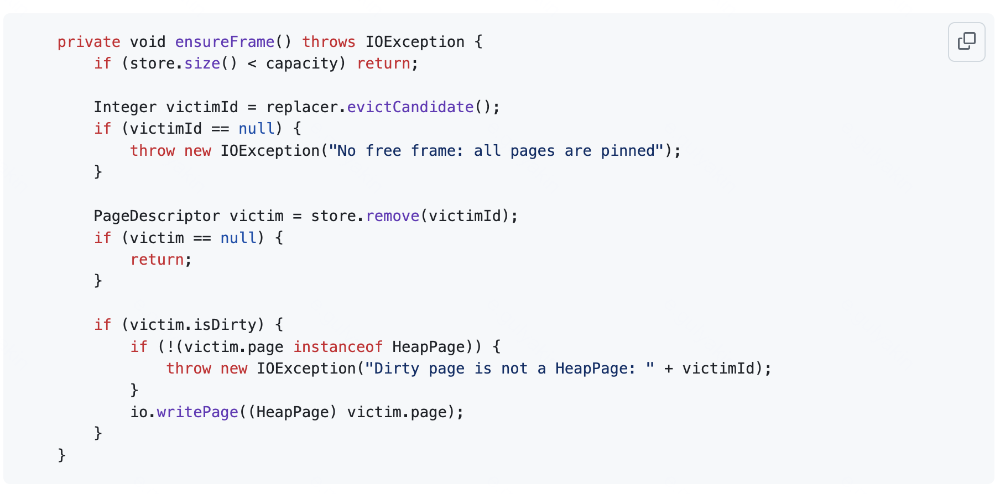 private void ensureFrame() throws IOException {
    if (store.size() < capacity) return;

    Integer victimId = replacer.evictCandidate();
    if (victimId == null) {
        throw new IOException("No free frame: all pages are pinned");
    }

    PageDescriptor victim = store.remove(victimId);
    if (victim == null) {
        return;
    }

    if (victim.isDirty) {
        if (!(victim.page instanceof HeapPage)) {
            throw new IOException("Dirty page is not a HeapPage: " + victimId);
        }
        io.writePage((HeapPage) victim.page);
    }
}